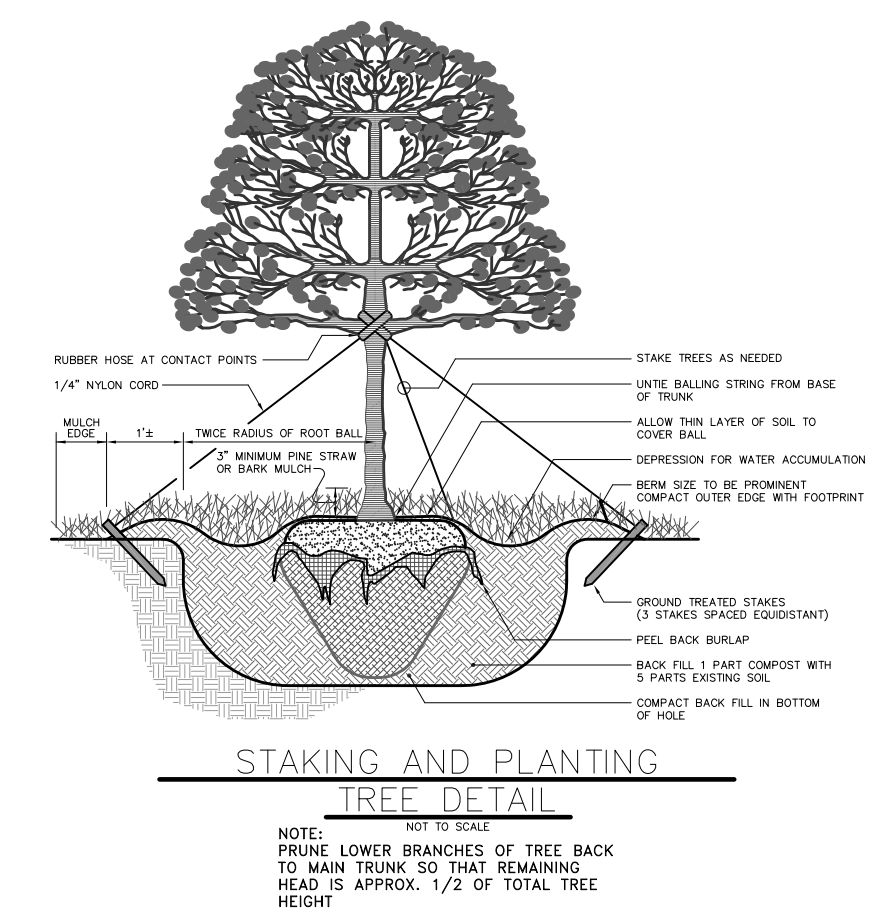 RUBBER HOSE AT CONTACT POINTS
1/4" NYLON CORD
MULCH
EDGE
1'±
TWICE RADIUS OF ROOT BALL
3" MINIMUM PINE STRAW
OR BARK MULCH
STAKE TREES AS NEEDED
UNTIE BALLING STRING FROM BASE
OF TRUNK
ALLOW THIN LAYER OF SOIL TO
COVER BALL
DEPRESSION FOR WATER ACCUMULATION
BERM SIZE TO BE PROMINENT
COMPACT OUTER EDGE WITH FOOTPRINT
GROUND TREATED STAKES
(3 STAKES SPACED EQUIDISTANT)
PEEL BACK BURLAP
BACK FILL 1 PART COMPOST WITH
5 PARTS EXISTING SOIL
COMPACT BACK FILL IN BOTTOM
OF HOLE
STAKING AND PLANTING
TREE DETAIL
NOT TO SCALE
NOTE:
PRUNE LOWER BRANCHES OF TREE BACK
TO MAIN TRUNK SO THAT REMAINING
HEAD IS APPROX. 1/2 OF TOTAL TREE
HEIGHT